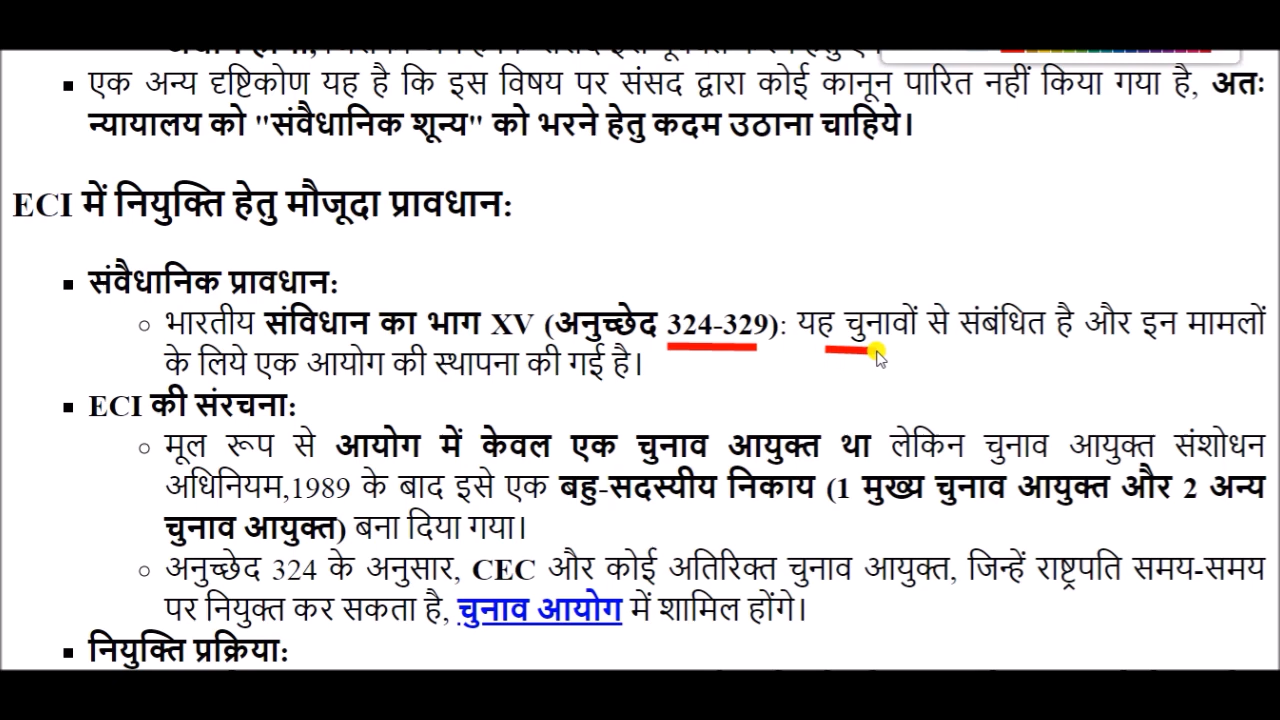 एक अन्य दृष्टिकोण यह है कि इस विषय पर संसद द्वारा कोई कानून पारित नहीं किया गया है, अतः
न्यायालय को "संवैधानिक शून्य" को भरने हेतु कदम उठाना चाहिये।
ECI में नियुक्ति हेतु मौजूदा प्रावधान:
संवैधानिक प्रावधान:
भारतीय संविधान का भाग XV (अनुच्छेद 324-329): यह चुनावों से संबंधित है और इन मामलों
के लिये एक आयोग की स्थापना की गई है।
ECI की संरचना:
मूल रूप से आयोग में केवल एक चुनाव आयुक्त था लेकिन चुनाव आयुक्त संशोधन
अधिनियम,1989 के बाद इसे एक बहु-सदस्यीय निकाय (1 मुख्य चुनाव आयुक्त और 2 अन्य
चुनाव आयुक्त) बना दिया गया।
अनुच्छेद 324 के अनुसार, CEC और कोई अतिरिक्त चुनाव आयुक्त, जिन्हें राष्ट्रपति समय-समय
पर नियुक्त कर सकता है, चुनाव आयोग में शामिल होंगे।
नियुक्ति प्रक्रिया: